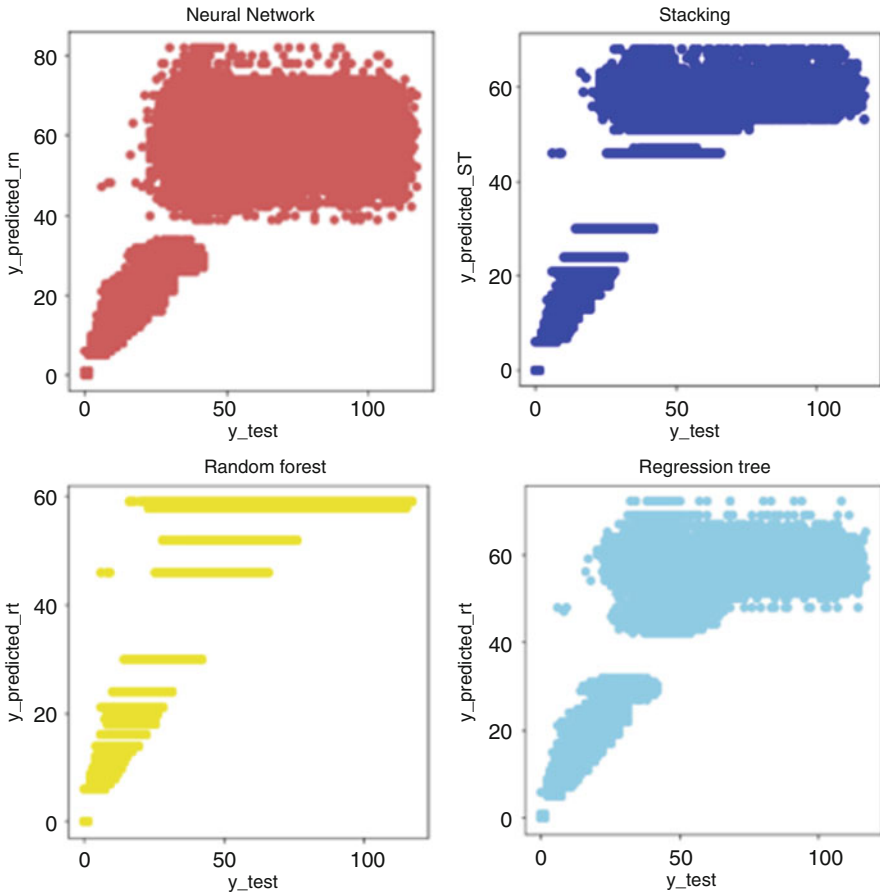 Neural Network
80
60
40
20
0
y_predicted_rn
0 50 100
y_test
Stacking
60
40
20
0
y_predicted_ST
0 50 100
y_test
Random forest
60
40
20
0
y_predicted_rt
0 50 100
y_test
Regression tree
60
40
20
0
y_predicted_rt
0 50 100
y_test